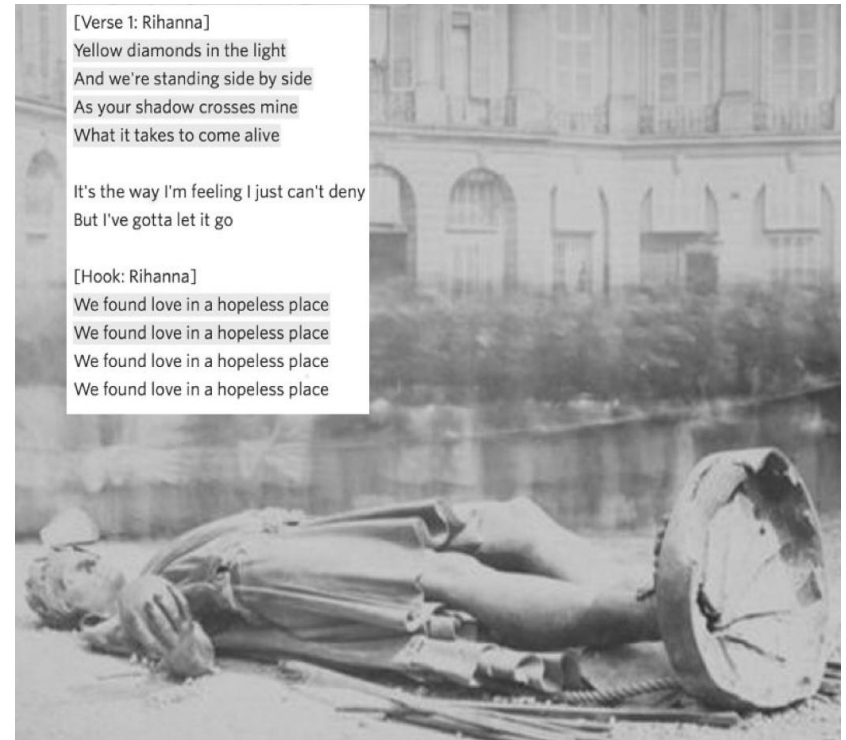 [Verse 1: Rihanna]
Yellow diamonds in the light
And we're standing side by side
As your shadow crosses mine
What it takes to come alive
It's the way I'm feeling I just can't deny
But I've gotta let it go
[Hook: Rihanna]
We found love in a hopeless place
We found love in a hopeless place
We found love in a hopeless place
We found love in a hopeless place